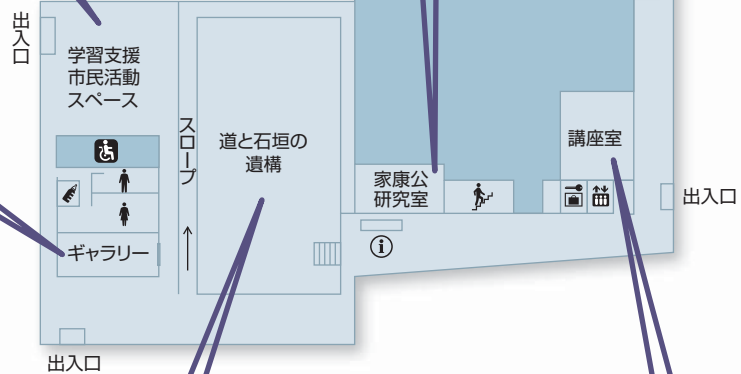 出入口
学習支援
市民活動
スペース
スロープ
道と石垣の
遺構
ギャラリー
出入口
家康公
研究室
i
講座室
出入口